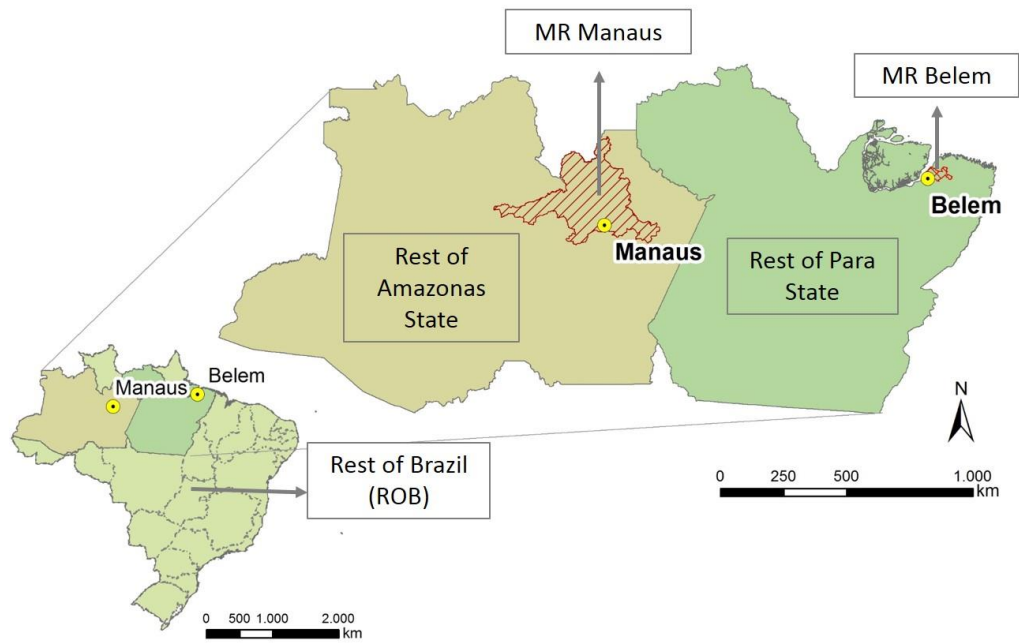 MR Manaus
MR Belem
Manaus
Belem
Rest of
Amazonas
State
Rest of Para
State
Manaus
Belem
Rest of Brazil
(ROB)
N
0 250 500 1.000
km
0 500 1.000 2.000
km